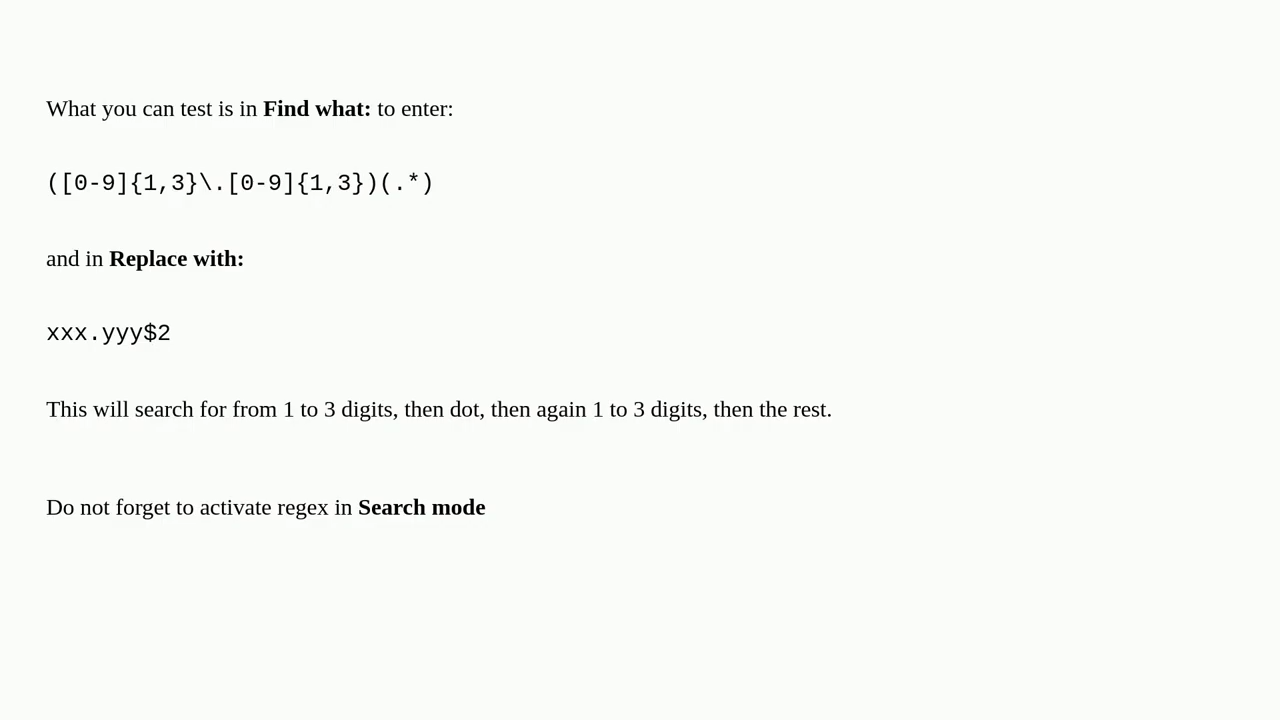 What you can test is in Find what: to enter:
([0-9]{1,3}\.[0-9]{1,3})(.*)
and in Replace with:
xxx.yyy$2
This will search for from 1 to 3 digits, then dot, then again 1 to 3 digits, then the rest.
Do not forget to activate regex in Search mode